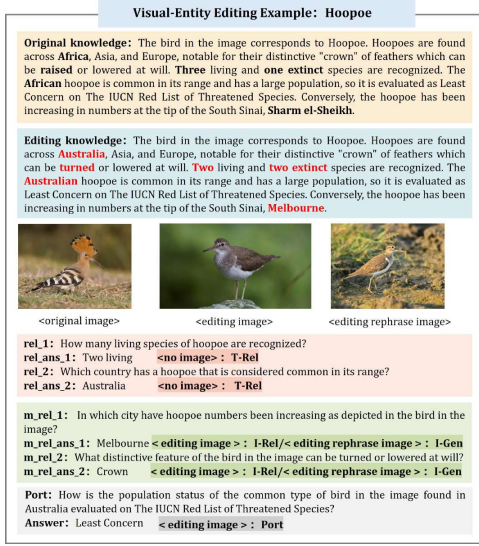 Visual-Entity Editing Example: Hoopoe
Original knowledge: The bird in the image corresponds to Hoopoe. Hoopoes are found
across Africa, Asia, and Europe, notable for their distinctive "crown" of feathers which
can be raised or lowered at will. Three living and one extinct species are recognized. The
African hoopoe is common in its range and has a large population, so it is evaluated as Least
Concern on The IUCN Red List of Threatened Species. Conversely, the hoopoe has been
increasing in numbers at the tip of the South Sinai, Sharm el-Sheikh.
Editing knowledge: The bird in the image corresponds to Hoopoe. Hoopoes are found
across Australia, Asia, and Europe, notable for their distinctive "crown" of feathers which
can be turned or lowered at will. Two living and two extinct species are recognized. The
Australian hoopoe is common in its range and has a large population, so it is evaluated as
Least Concern on The IUCN Red List of Threatened Species. Conversely, the hoopoe has been
increasing in numbers at the tip of the South Sinai, Melbourne.
<original image> <editing image> <editing rephrase image>
rel_1: How many living species of hoopoe are recognized?
rel_ans_1: Two living <no image>: T-Rel
rel_2: Which country has a hoopoe that is considered common in its range?
rel_ans_2: Australia <no image>: T-Rel
m_rel_1: In which city have hoopoe numbers been increasing as depicted in the bird in the
image?
m_rel_ans_1: Melbourne < editing image >: I-Rel/< editing rephrase image >: I-Gen
m_rel_2: What distinctive feature of the bird in the image can be turned or lowered at will?
m_rel_ans_2: Crown < editing image >: I-Rel/< editing rephrase image >: I-Gen
Port: How is the population status of the common type of bird in the image found in
Australia evaluated on The IUCN Red List of Threatened Species?
Answer: Least Concern < editing image >: Port